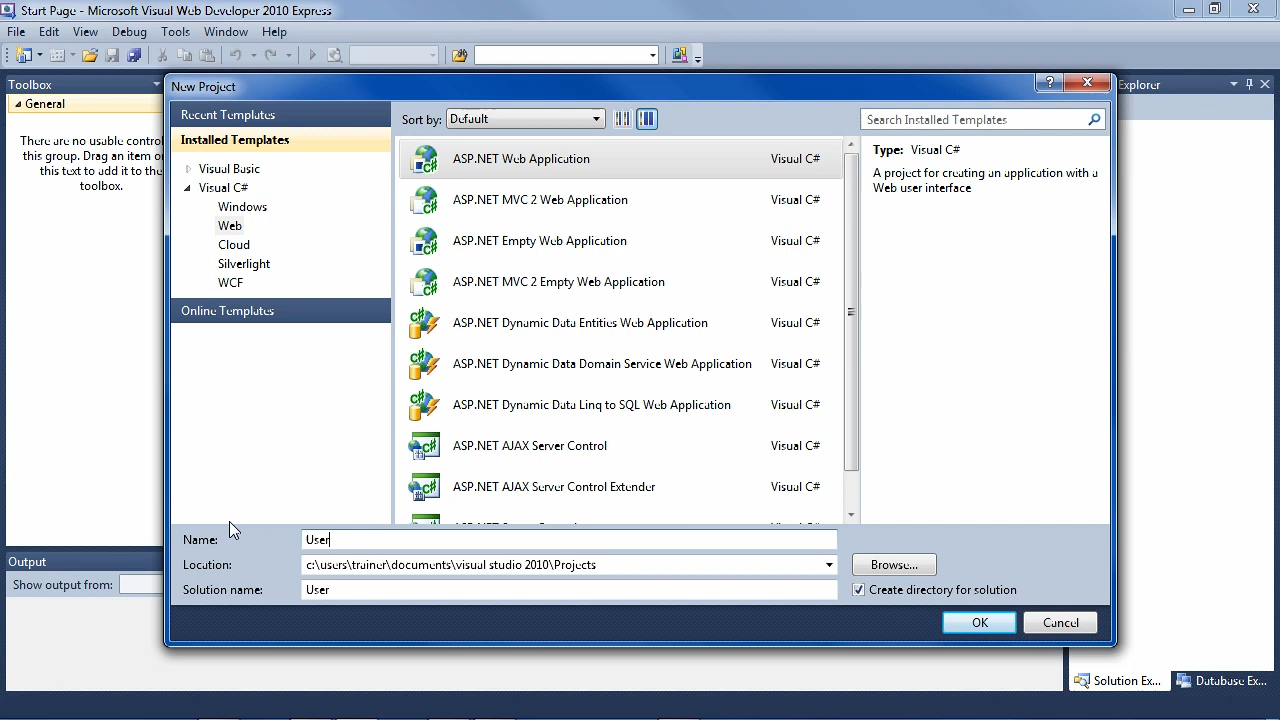 Start Page - Microsoft Visual Web Developer 2010 Express
File Edit View Debug Tools Window Help
Toolbox
General
There are no usable control
this group. Drag an item or
this text to add it to the
toolbox.
New Project
Recent Templates
Installed Templates
Visual Basic
Visual C#
Windows
Web
Cloud
Silverlight
WCF
Online Templates
Sort by: Default
ASP.NET Web Application Visual C#
ASP.NET MVC 2 Web Application Visual C#
ASP.NET Empty Web Application Visual C#
ASP.NET MVC 2 Empty Web Application Visual C#
ASP.NET Dynamic Data Entities Web Application Visual C#
ASP.NET Dynamic Data Domain Service Web Application Visual C#
ASP.NET Dynamic Data Linq to SQL Web Application Visual C#
ASP.NET AJAX Server Control Visual C#
ASP.NET AJAX Server Control Extender Visual C#
Search Installed Templates
Type: Visual C#
A project for creating an application with a
Web user interface
Name: User
Location: c:\users\trainer\documents\visual studio 2010\Projects
Browse...
Solution name: User
Create directory for solution
OK Cancel
Explorer
Output
Show output from:
Solution Ex... Database Ex...